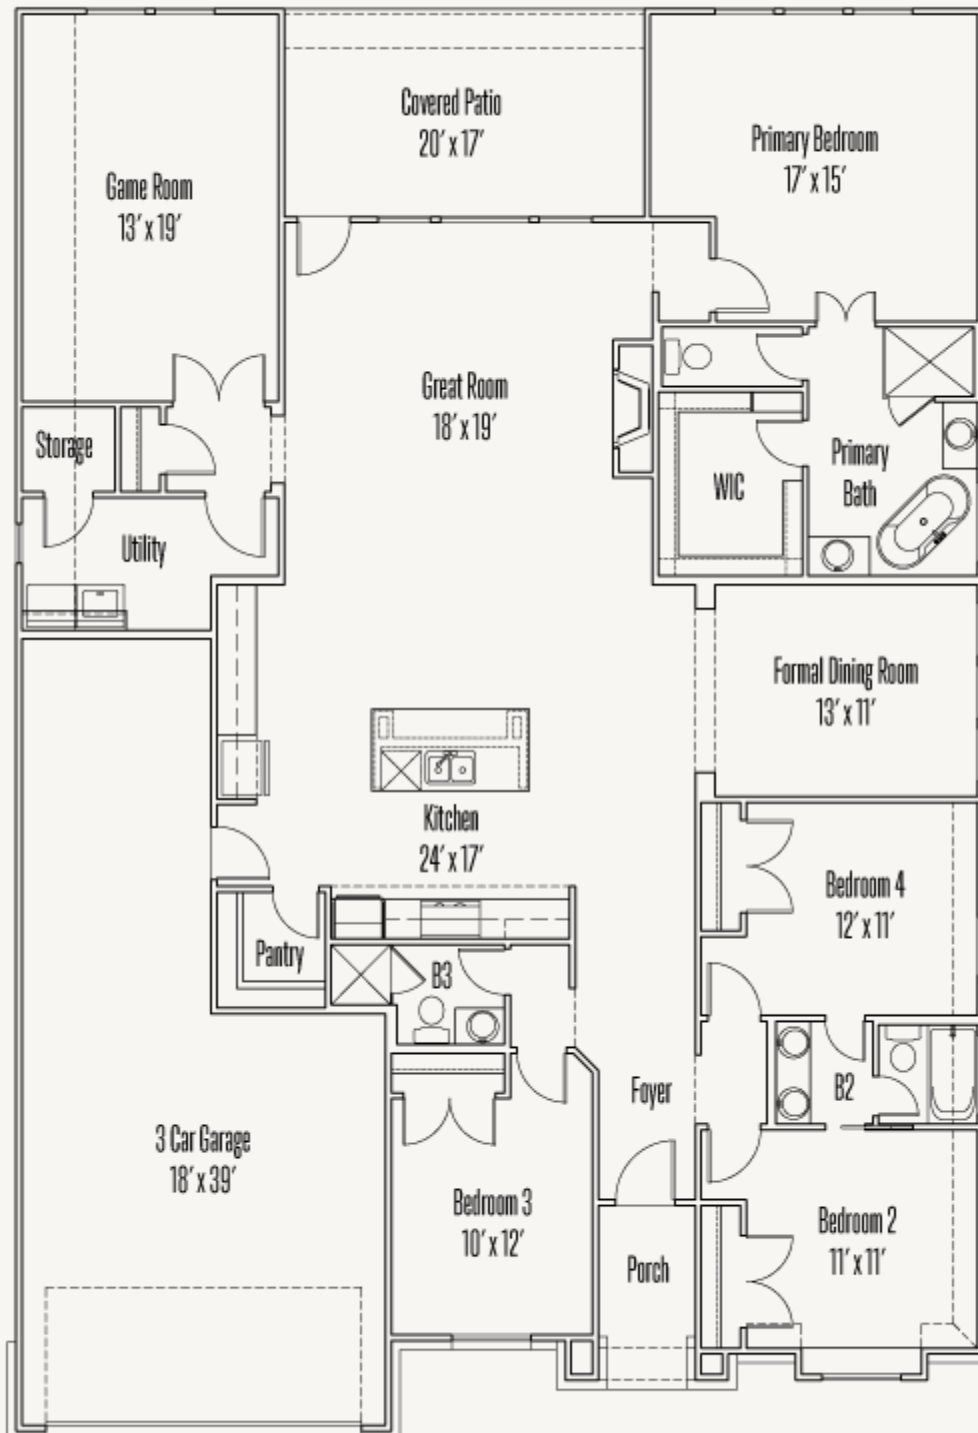 Covered Patio
20′ x 17′
Primary Bedroom
17′ x 15′
Game Room
13′ x 19′
Great Room
18′ x 19′
Storage
Primary
Bath
WIC
Utility
Formal Dining Room
13′ x 11′
Kitchen
24′ x 17′
Bedroom 4
12′ x 11′
Pantry
B3
Foyer
B2
3 Car Garage
18′ x 39′
Bedroom 3
10′ x 12′
Bedroom 2
11′ x 11′
Porch